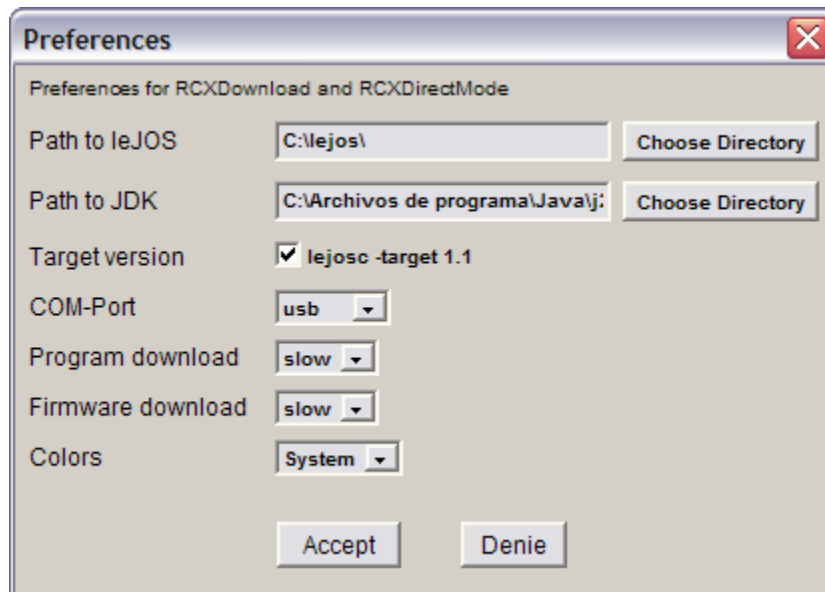 Preferences
Preferences for RCXDownload and RCXDirectMode
Path to leJOS C:\lejos\ Choose Directory
Path to JDK C:\Archivos de programa\Java\j2 Choose Directory
Target version lejosc -target 1.1
COM-Port usb
Program download slow
Firmware download slow
Colors System
Accept Denie